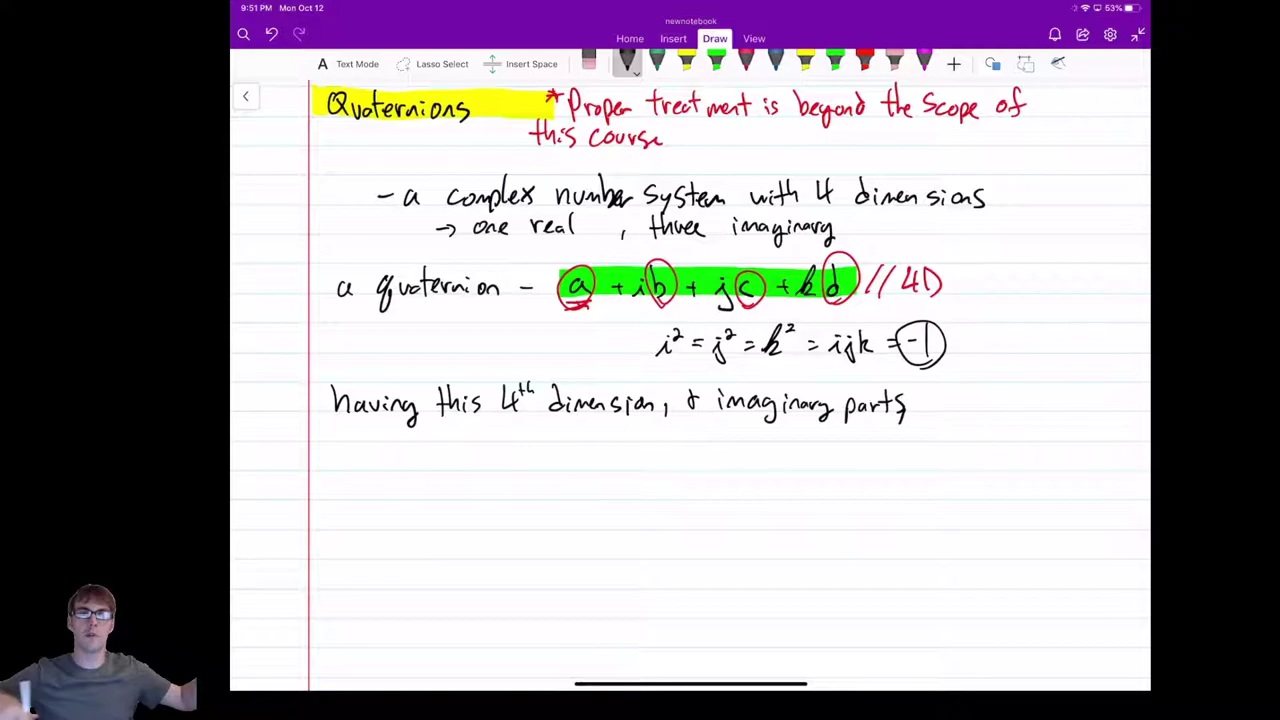 9:51 PM Mon Oct 12
53%
newnotebook
Home Insert Draw View
Text Mode Lasso Select Insert Space
Quaternions *Proper treatment is beyond the scope of
this course
- a complex number system with 4 dimensions
→ one real , three imaginary
a quaternion - a + ib + jc + kd // 4D
i² = j² = k² = ijk = -1
having this 4th dimension, & imaginary parts,